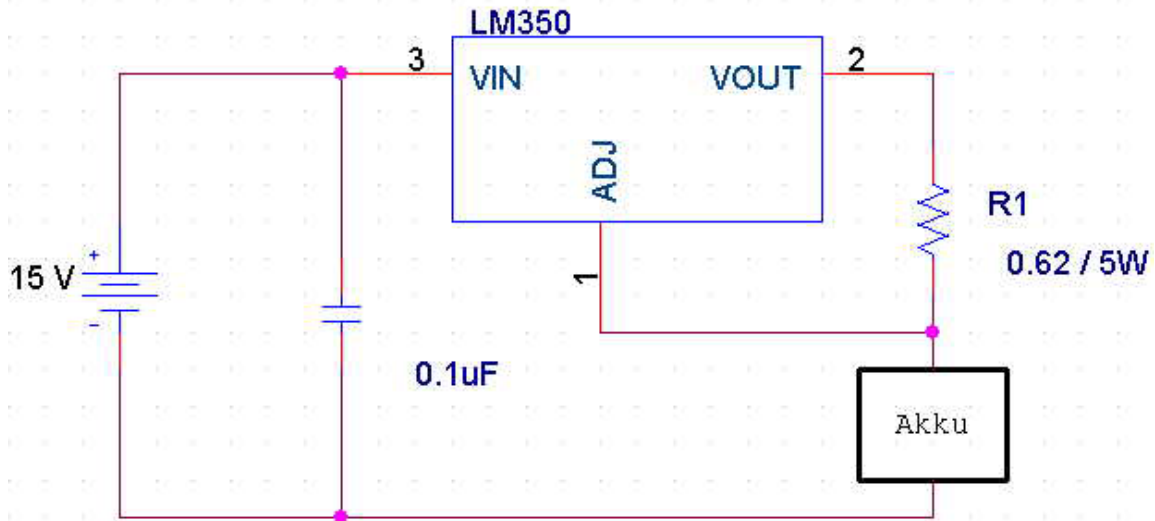 LM350
3
VIN
VOUT
2
ADJ
1
R1
0.62 / 5W
+
15 V
-
0.1uF
Akku